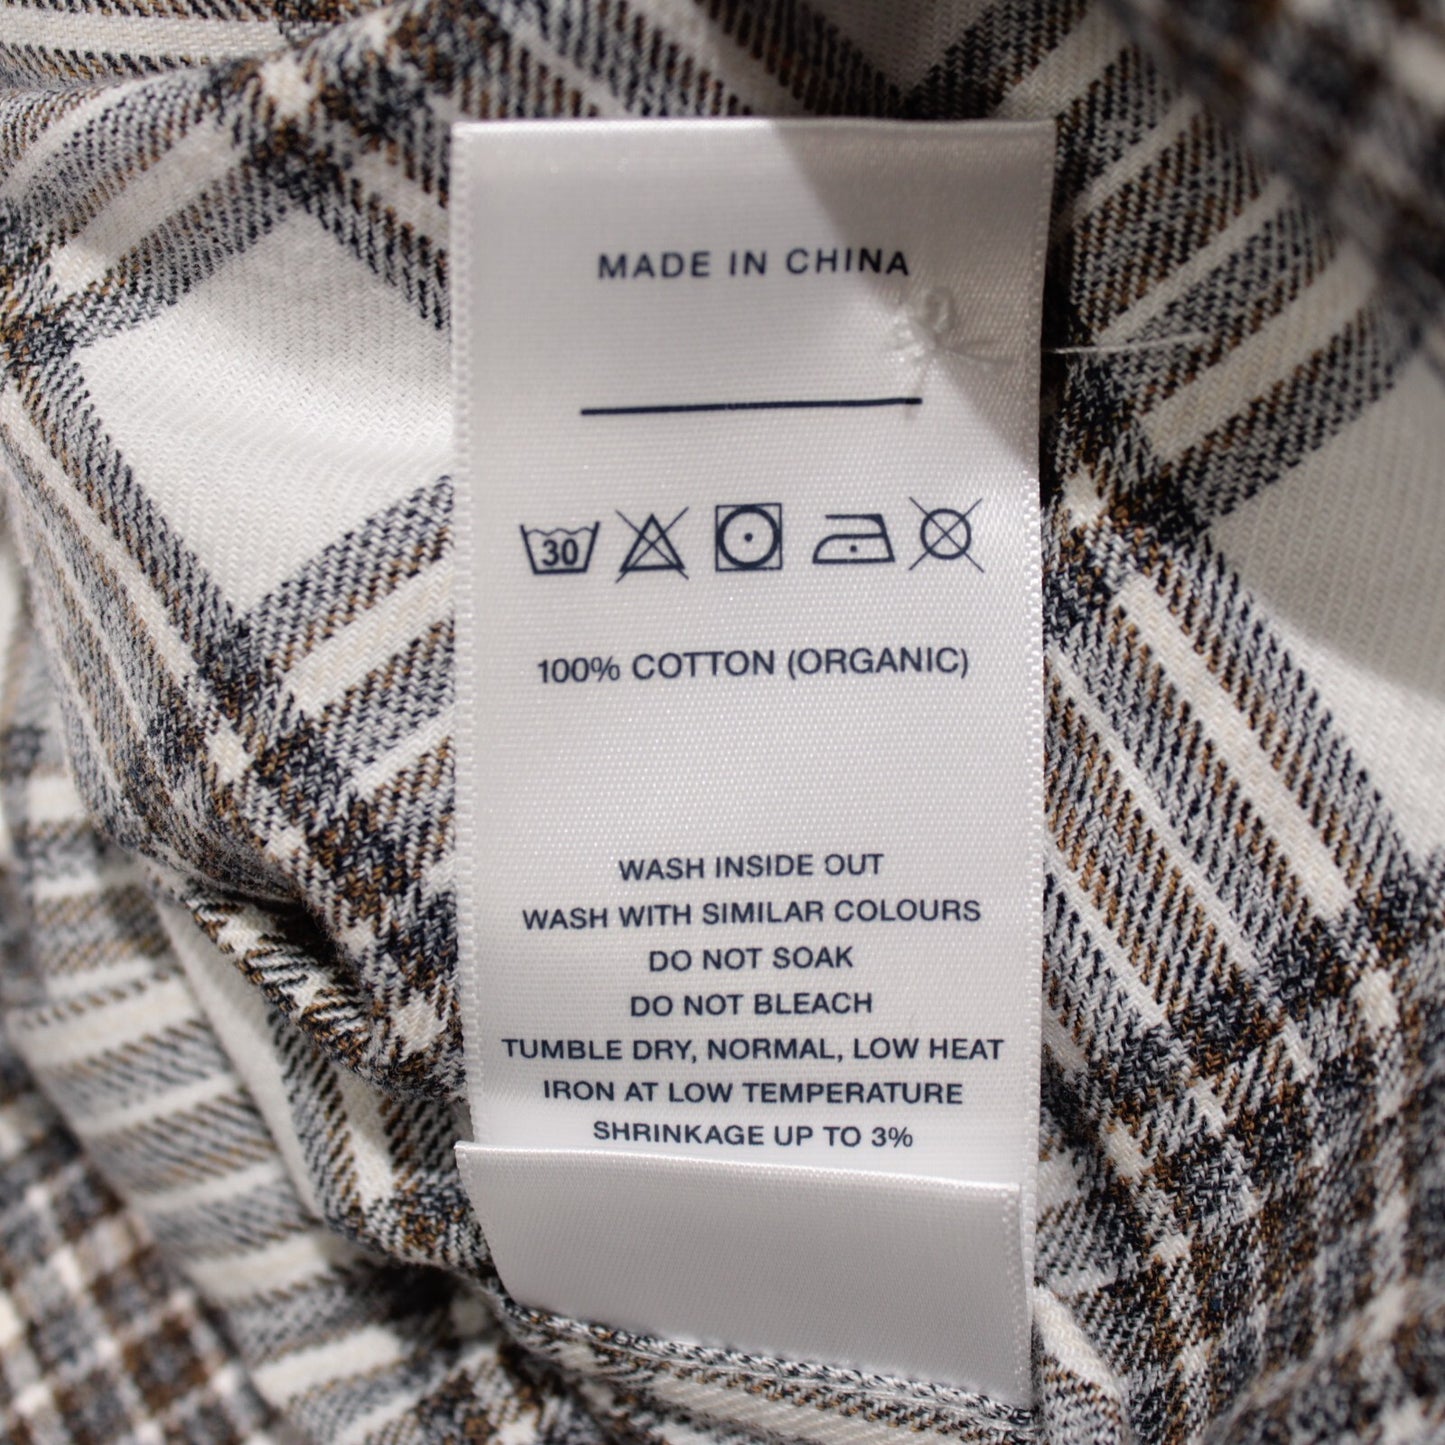 MADE IN CHINA
30
100% COTTON (ORGANIC)
WASH INSIDE OUT
WASH WITH SIMILAR COLOURS
DO NOT SOAK
DO NOT BLEACH
TUMBLE DRY, NORMAL, LOW HEAT
IRON AT LOW TEMPERATURE
SHRINKAGE UP TO 3%